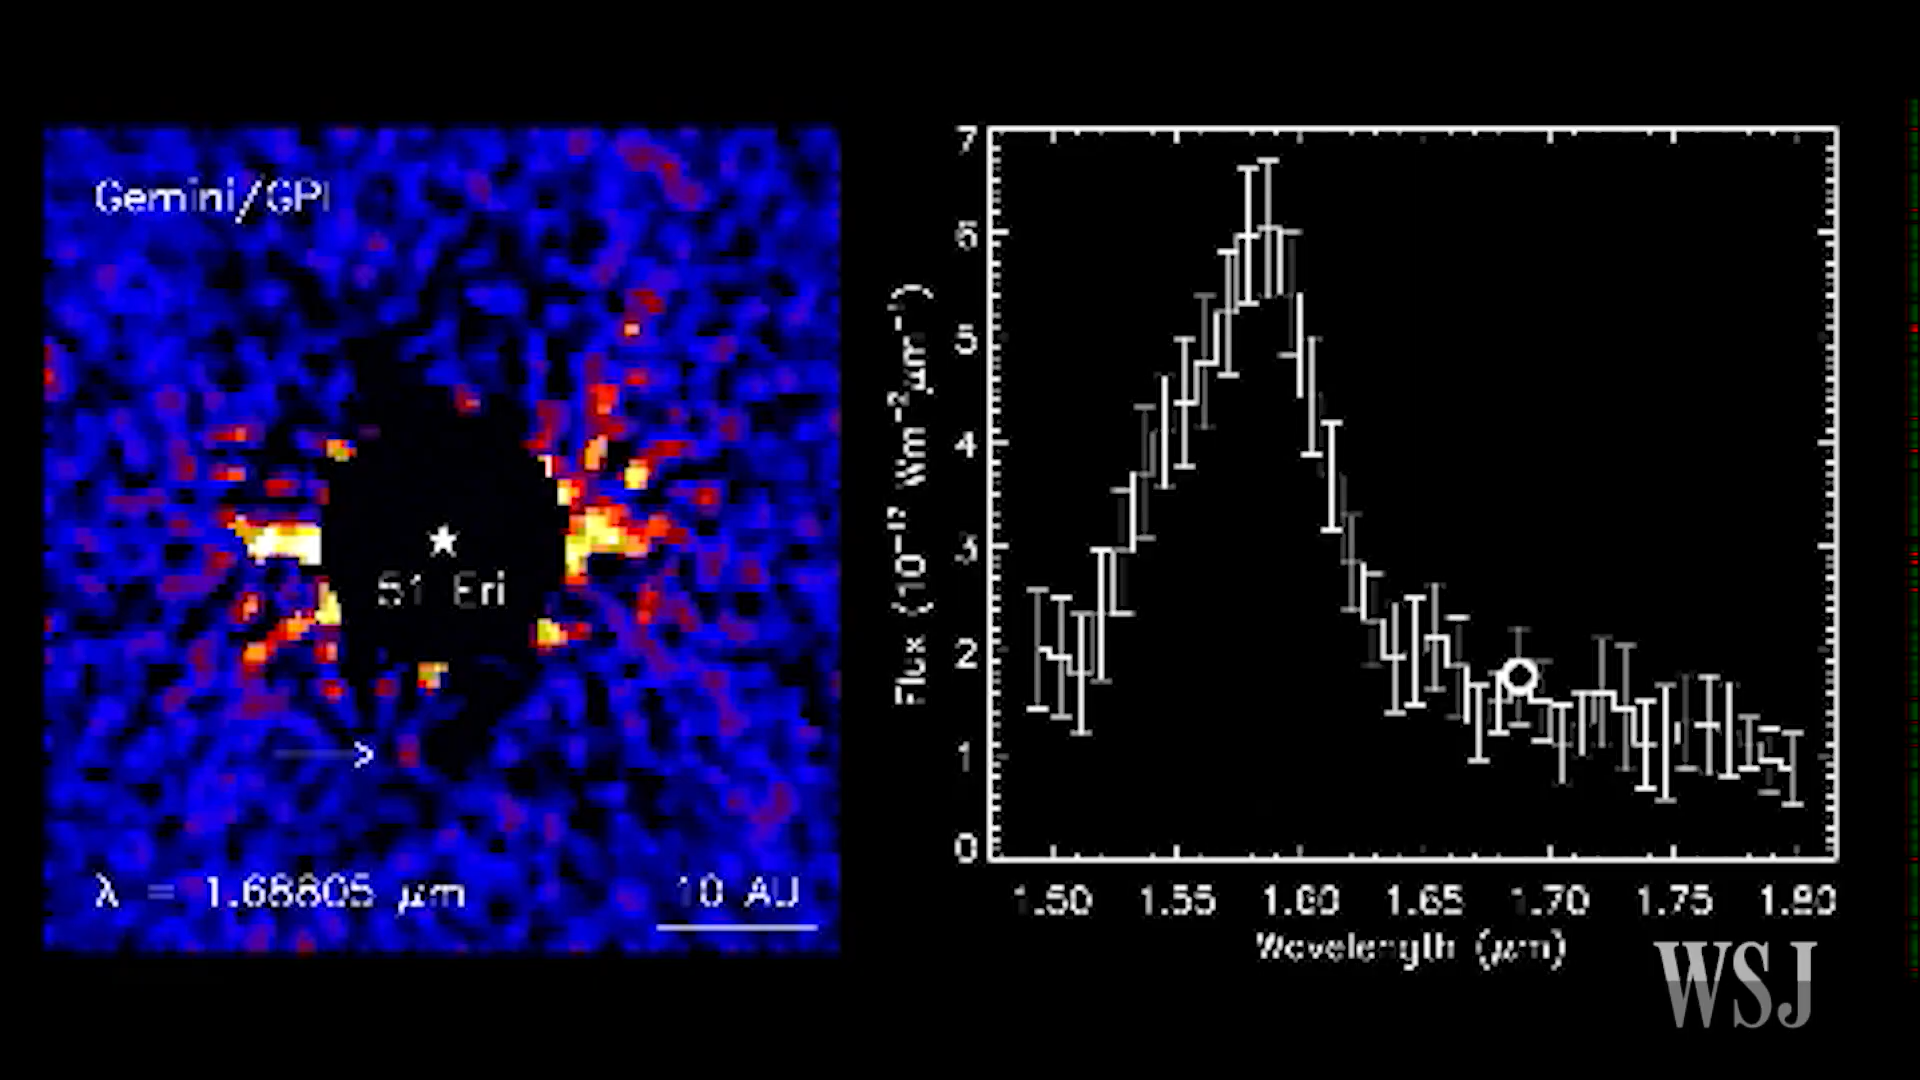 Gemini/GPI
51 Eri
λ = 1.68805 μm
10 AU
7
6
5
4
3
2
1
0
Flux (10⁻¹⁷ Wm⁻²μm⁻¹)
1.50 1.55 1.60 1.65 1.70 1.75 1.80
Wavelength (μm)
WSJ